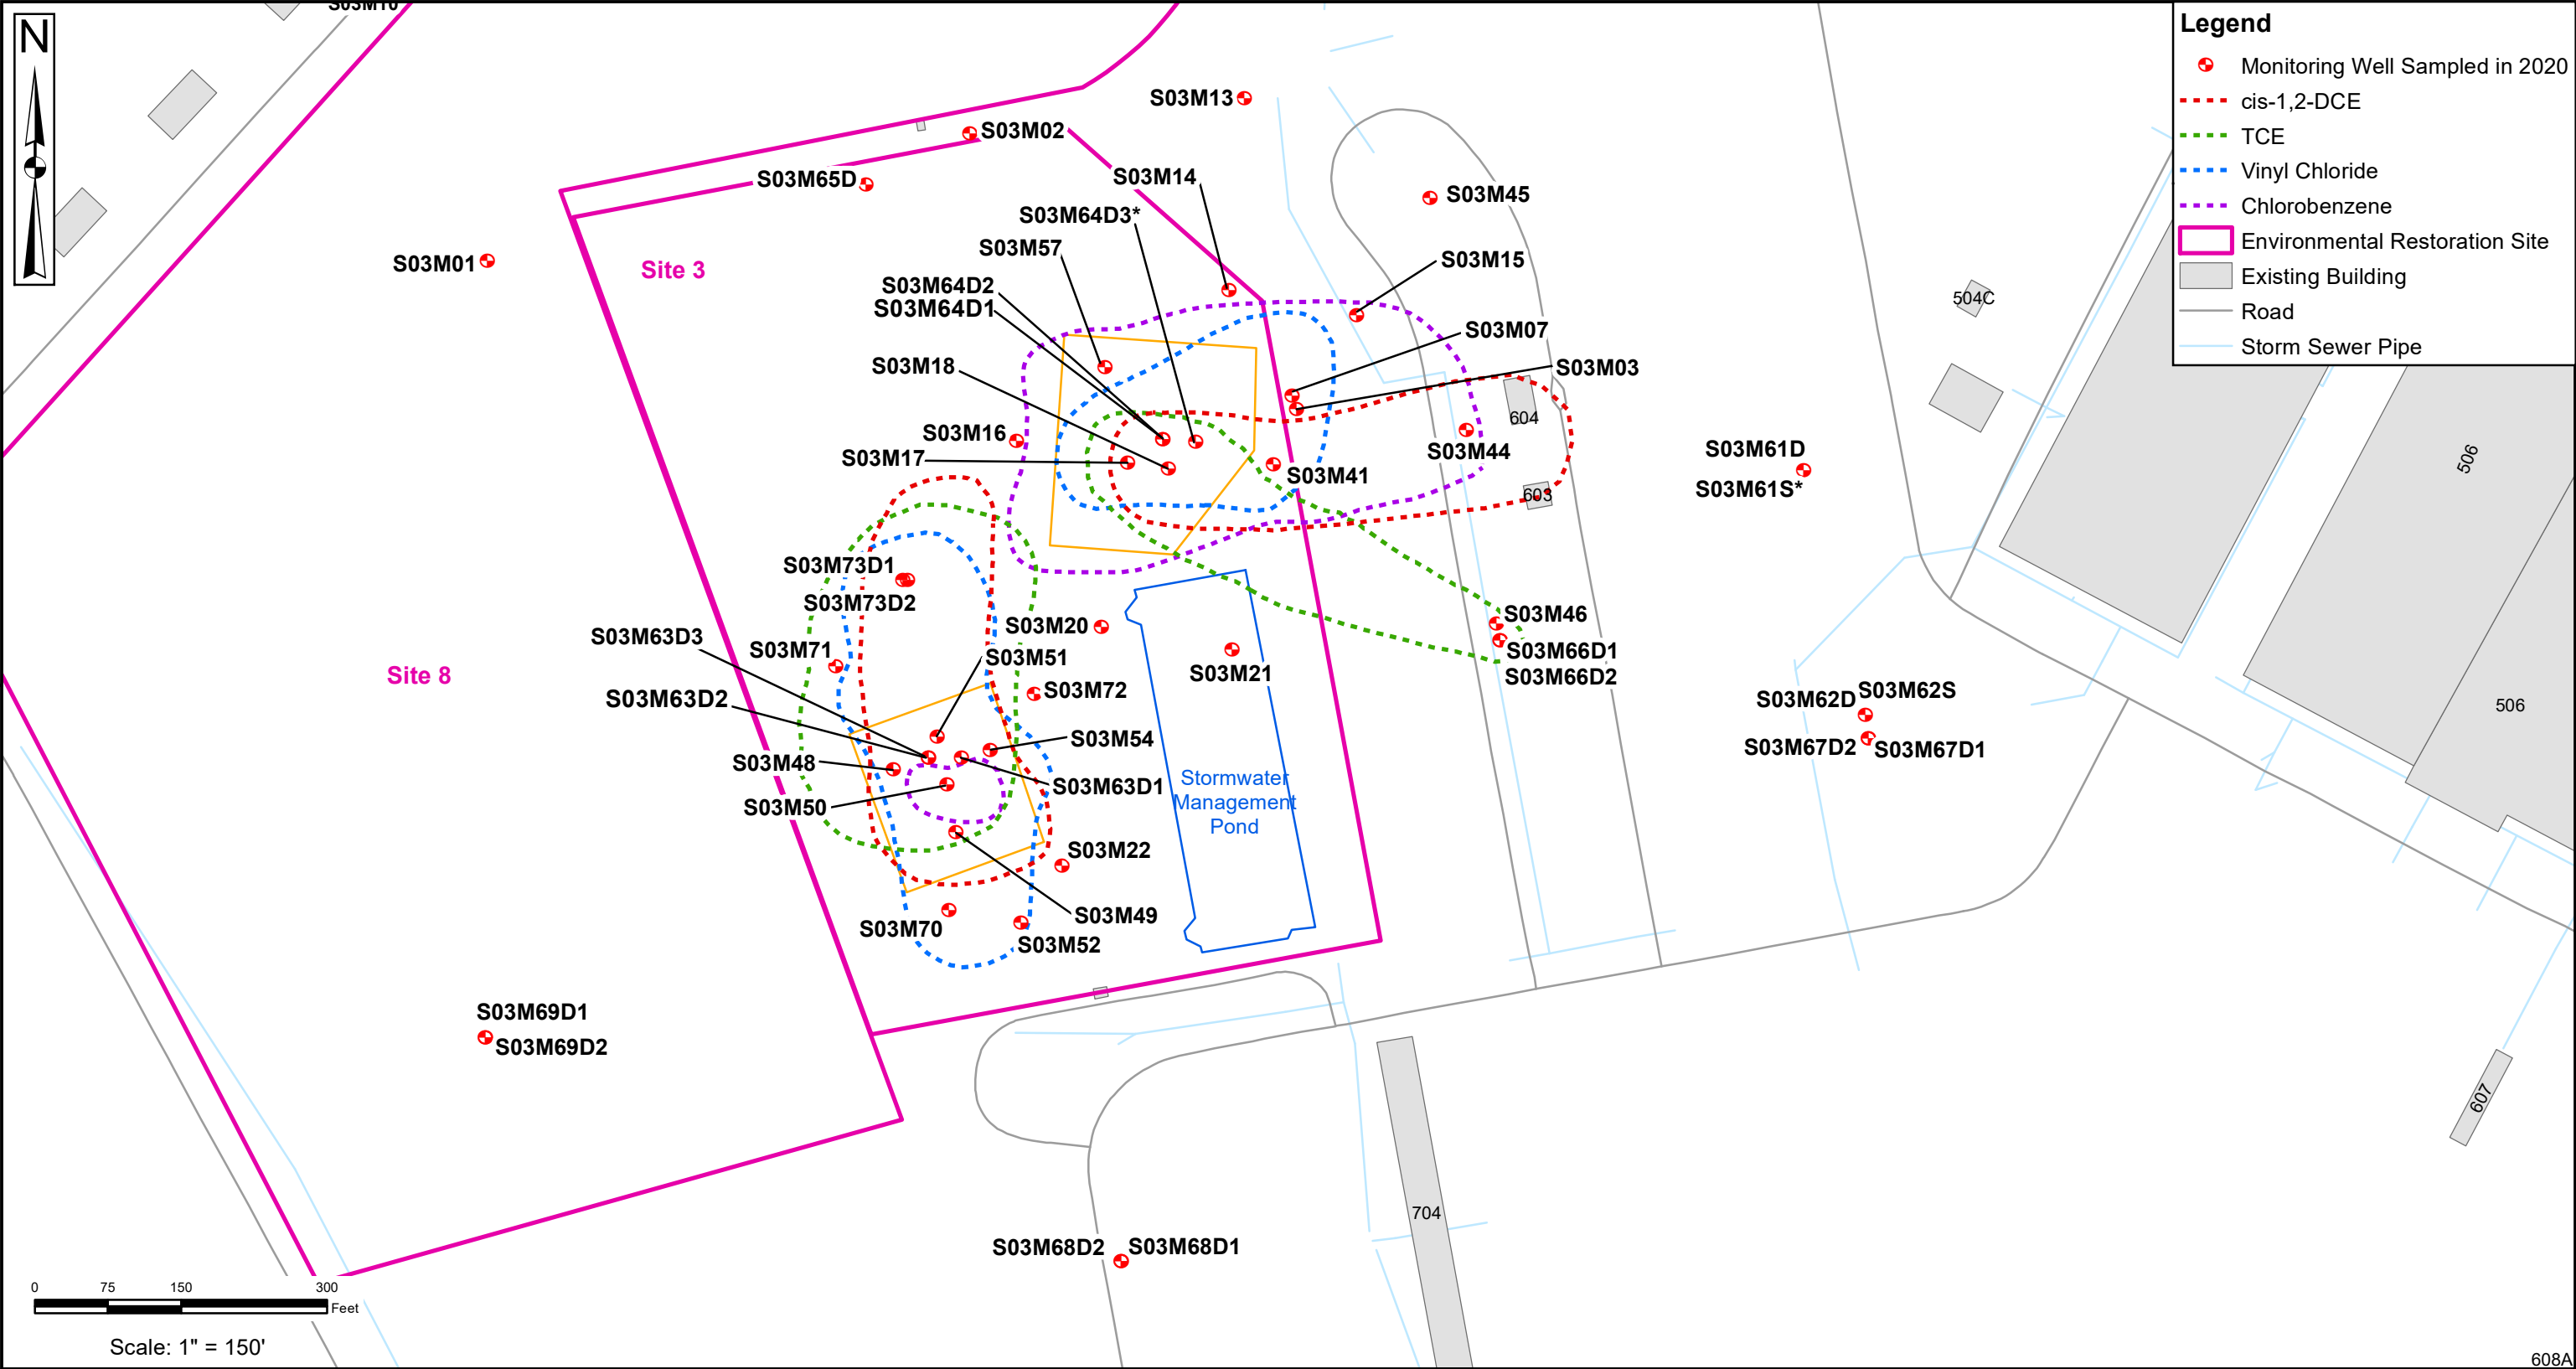 S03M10
N
Legend
Monitoring Well Sampled in 2020
cis-1,2-DCE
TCE
Vinyl Chloride
Chlorobenzene
Environmental Restoration Site
Existing Building
Road
Storm Sewer Pipe
S03M13
S03M02
S03M65D
S03M14
S03M45
S03M64D3*
S03M57
S03M01
Site 3
S03M15
S03M64D2
S03M64D1
504C
S03M07
S03M18
S03M03
604
S03M16
S03M17
S03M44
S03M41
S03M61D
S03M61S*
603
506
S03M73D1
S03M73D2
S03M20
S03M46
S03M63D3
S03M71
S03M51
S03M66D1
S03M66D2
Site 8
S03M21
S03M72
S03M63D2
S03M62D
S03M62S
506
S03M54
S03M67D2
S03M67D1
S03M48
S03M63D1
Stormwater
Management
Pond
S03M50
S03M22
S03M49
S03M70
S03M52
S03M69D1
S03M69D2
607
704
S03M68D2
S03M68D1
0
75
150
300
Feet
Scale: 1" = 150'
608A